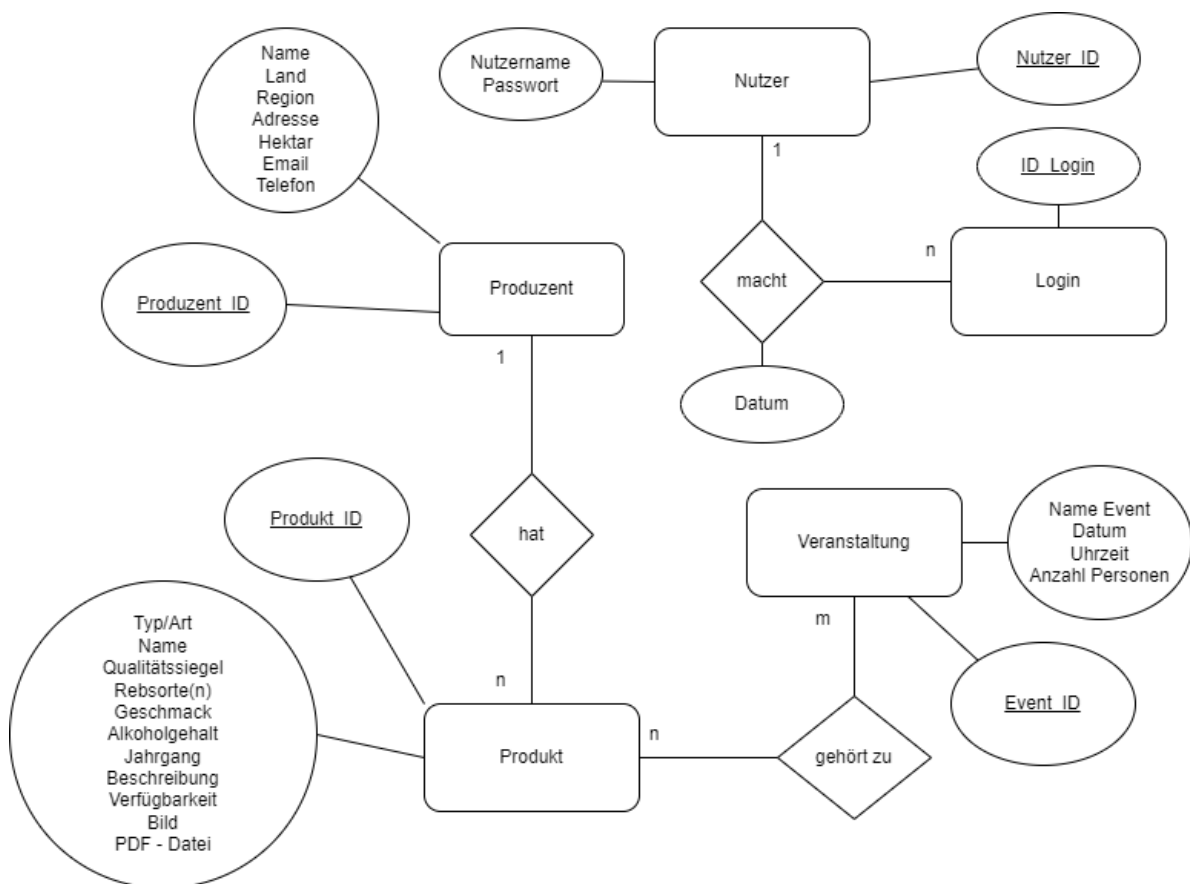 Name
Land
Region
Adresse
Hektar
Email
Telefon
Nutzername
Passwort
Nutzer
Nutzer_ID
1
ID_Login
macht
n
Login
Datum
Produzent_ID
Produzent
1
hat
Produkt_ID
n
Typ/Art
Name
Qualitätssiegel
Rebsorte(n)
Geschmack
Alkoholgehalt
Jahrgang
Beschreibung
Verfügbarkeit
Bild
PDF - Datei
Produkt
n
gehört zu
m
Veranstaltung
Name Event
Datum
Uhrzeit
Anzahl Personen
Event_ID